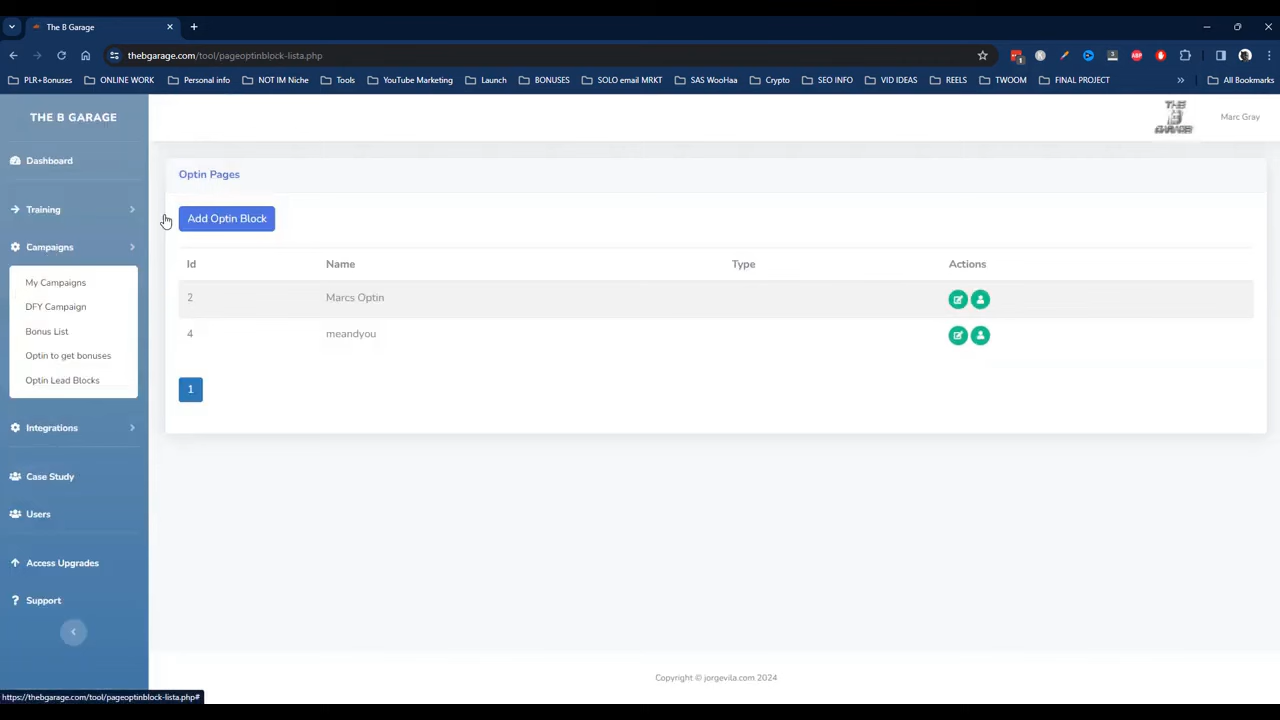 The B Garage
thebgarage.com/tool/pageoptinblock-lista.php
PLR+Bonuses
ONLINE WORK
Personal info
NOT IM Niche
Tools
YouTube Marketing
Launch
BONUSES
SOLO email MRKT
SAS WooHaa
Crypto
SEO INFO
VID IDEAS
REELS
TWOOM
FINAL PROJECT
»
All Bookmarks
THE B GARAGE
THE B GARAGE
Marc Gray
Dashboard
Training
Campaigns
My Campaigns
DFY Campaign
Bonus List
Optin to get bonuses
Optin Lead Blocks
Integrations
Case Study
Users
Access Upgrades
Support
Optin Pages
Add Optin Block
Id Name Type Actions
2 Marcs Optin
4 meandyou
1
Copyright © jorgevila.com 2024
https://thebgarage.com/tool/pageoptinblock-lista.php#